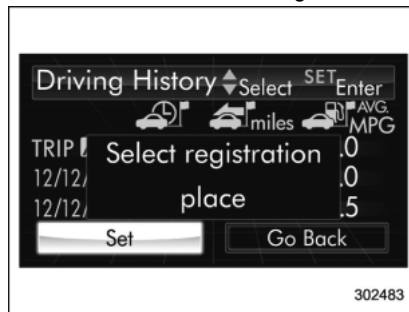 Driving History Select SET Enter
miles AVG. MPG
TRIP .0
Select registration
12/12/ .0
place
12/12/ .5
Set Go Back
302483